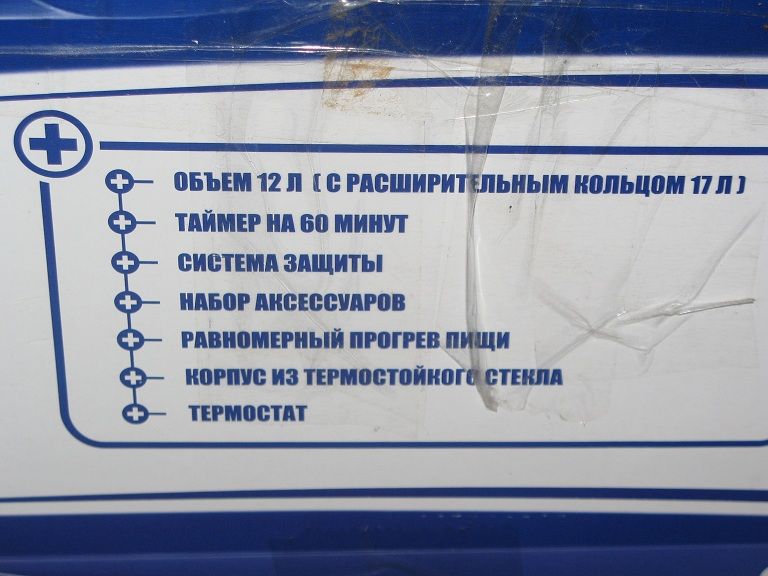 ОБЪЕМ 12 Л ( С РАСШИРИТЕЛЬНЫМ КОЛЬЦОМ 17 Л )
ТАЙМЕР НА 60 МИНУТ
СИСТЕМА ЗАЩИТЫ
НАБОР АКСЕССУАРОВ
РАВНОМЕРНЫЙ ПРОГРЕВ ПИЩИ
КОРПУС ИЗ ТЕРМОСТОЙКОГО СТЕКЛА
ТЕРМОСТАТ